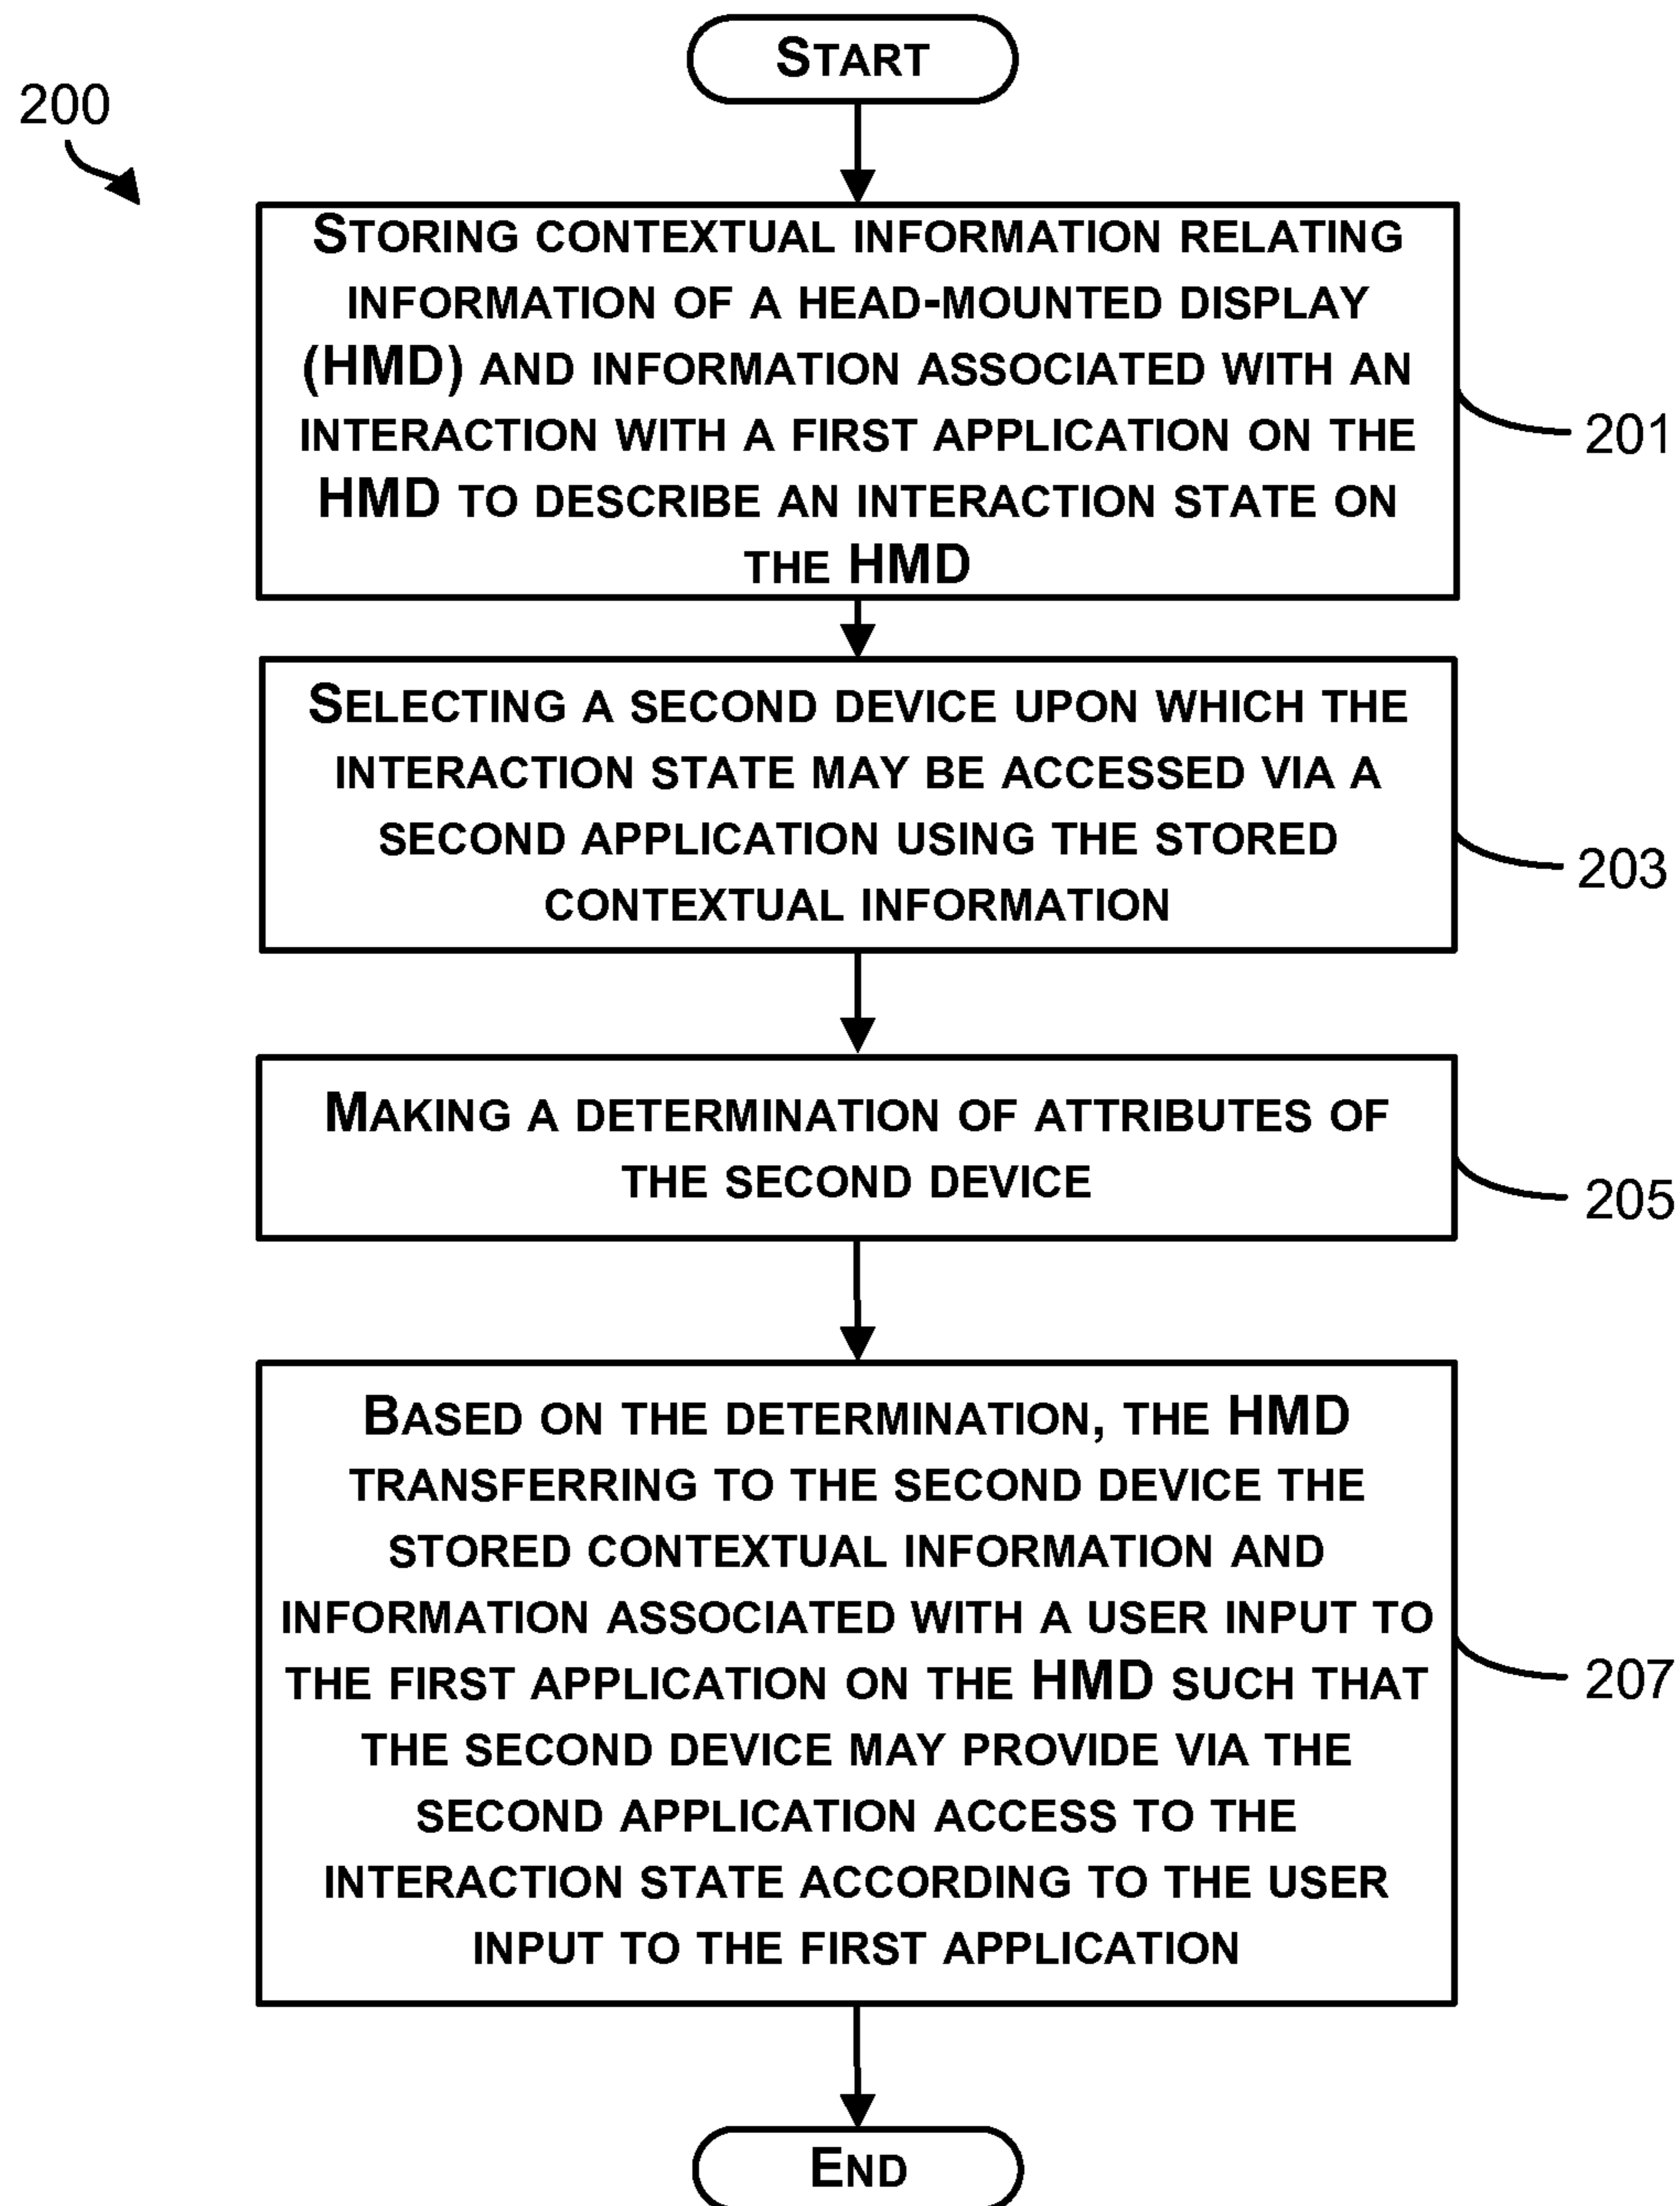 START
200
STORING CONTEXTUAL INFORMATION RELATING
INFORMATION OF A HEAD-MOUNTED DISPLAY
(HMD) AND INFORMATION ASSOCIATED WITH AN
INTERACTION WITH A FIRST APPLICATION ON THE
HMD TO DESCRIBE AN INTERACTION STATE ON
THE HMD
201
SELECTING A SECOND DEVICE UPON WHICH THE
INTERACTION STATE MAY BE ACCESSED VIA A
SECOND APPLICATION USING THE STORED
CONTEXTUAL INFORMATION
203
MAKING A DETERMINATION OF ATTRIBUTES OF
THE SECOND DEVICE
205
BASED ON THE DETERMINATION, THE HMD
TRANSFERRING TO THE SECOND DEVICE THE
STORED CONTEXTUAL INFORMATION AND
INFORMATION ASSOCIATED WITH A USER INPUT TO
THE FIRST APPLICATION ON THE HMD SUCH THAT
THE SECOND DEVICE MAY PROVIDE VIA THE
SECOND APPLICATION ACCESS TO THE
INTERACTION STATE ACCORDING TO THE USER
INPUT TO THE FIRST APPLICATION
207
END